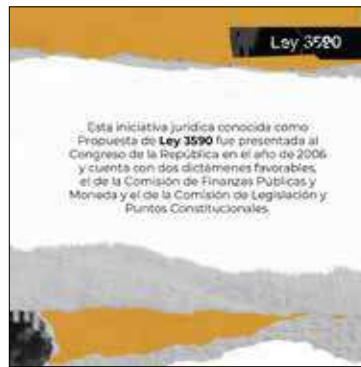 Ley 3590
Esta iniciativa jurídica conocida como
Propuesta de Ley 3590 fue presentada al
Congreso de la República en el año de 2006
y cuenta con dos dictámenes favorables,
el de la Comisión de Finanzas Públicas y
Moneda y el de la Comisión de Legislación y
Puntos Constitucionales.